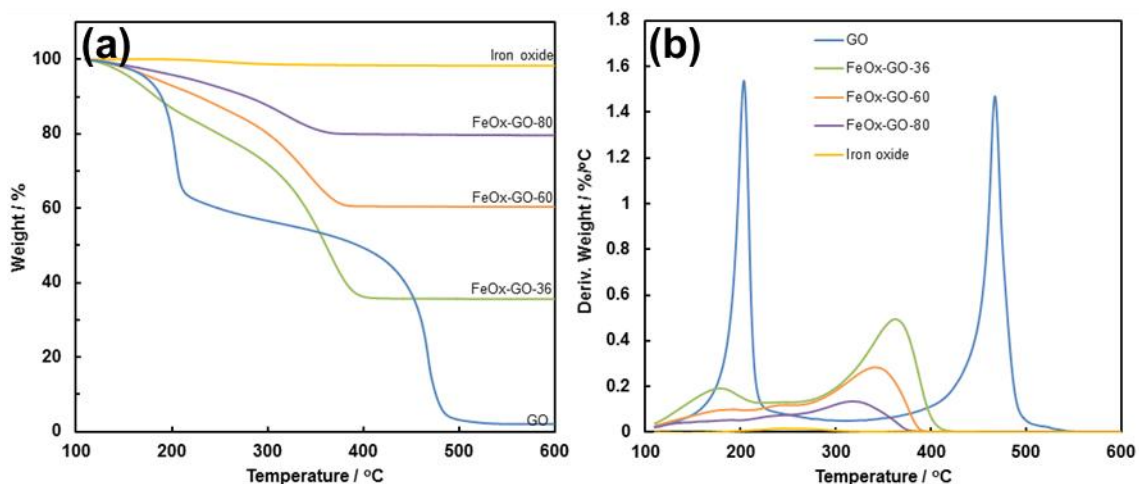 (a)
100
80
60
40
20
0
Weight / %
100 200 300 400 500 600
Temperature / °C
Iron oxide
FeOx-GO-80
FeOx-GO-60
FeOx-GO-36
GO
(b)
1.8
1.6
1.4
1.2
1
0.8
0.6
0.4
0.2
0
Deriv. Weight / %/°C
100 200 300 400 500 600
Temperature / °C
GO
FeOx-GO-36
FeOx-GO-60
FeOx-GO-80
Iron oxide